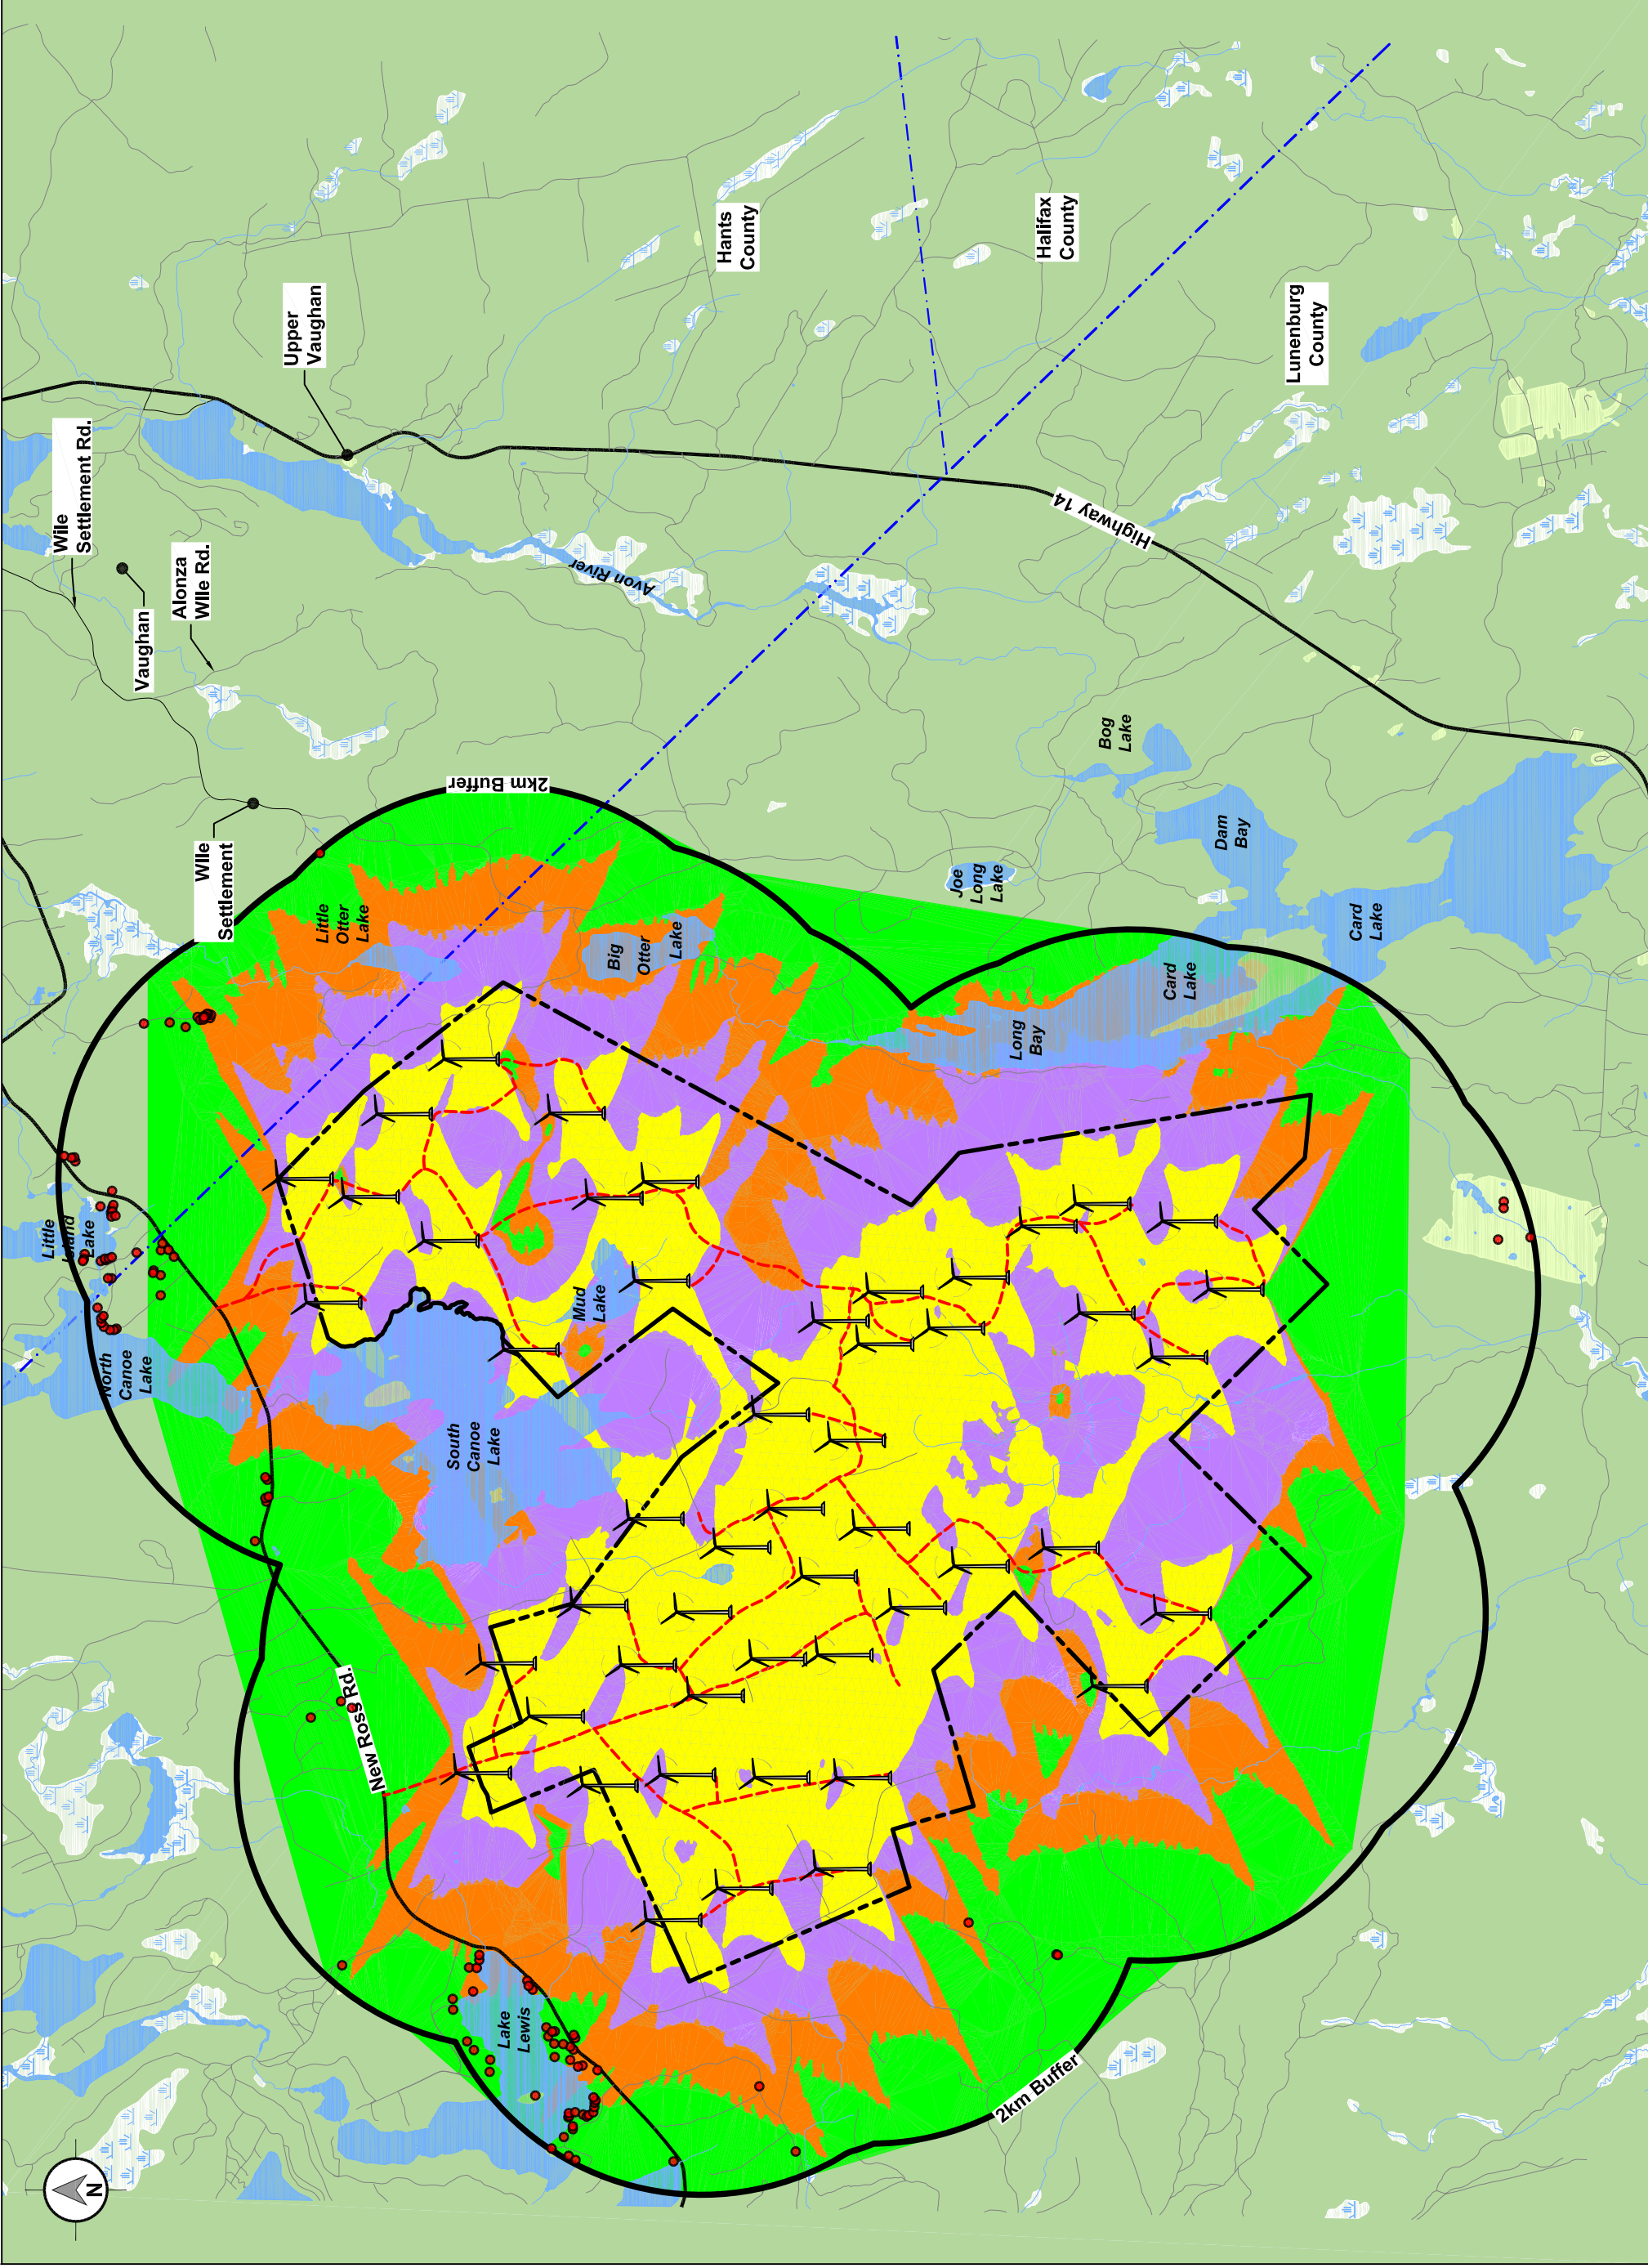 Wile
Settlement Rd.
Vaughan
Alonza
Wile Rd.
Upper
Vaughan
Wile
Settlement
Hants
County
Halifax
County
Lunenburg
County
Avon River
Highway 14
2km Buffer
Little
Otter
Lake
Big
Otter
Lake
Joe
Long
Lake
Bog
Lake
Dam
Bay
Card
Lake
Card
Lake
Long
Bay
Little
Island
Lake
North
Canoe
Lake
South
Canoe
Lake
Mud
Lake
New Ross Rd.
Lake
Lewis
2km Buffer
N